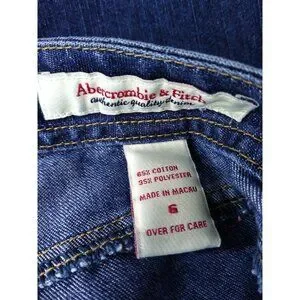 Abercrombie & Fitch
authentic quality denim
65% COTTON
35% POLYESTER
MADE IN MACAU
6
OVER FOR CARE